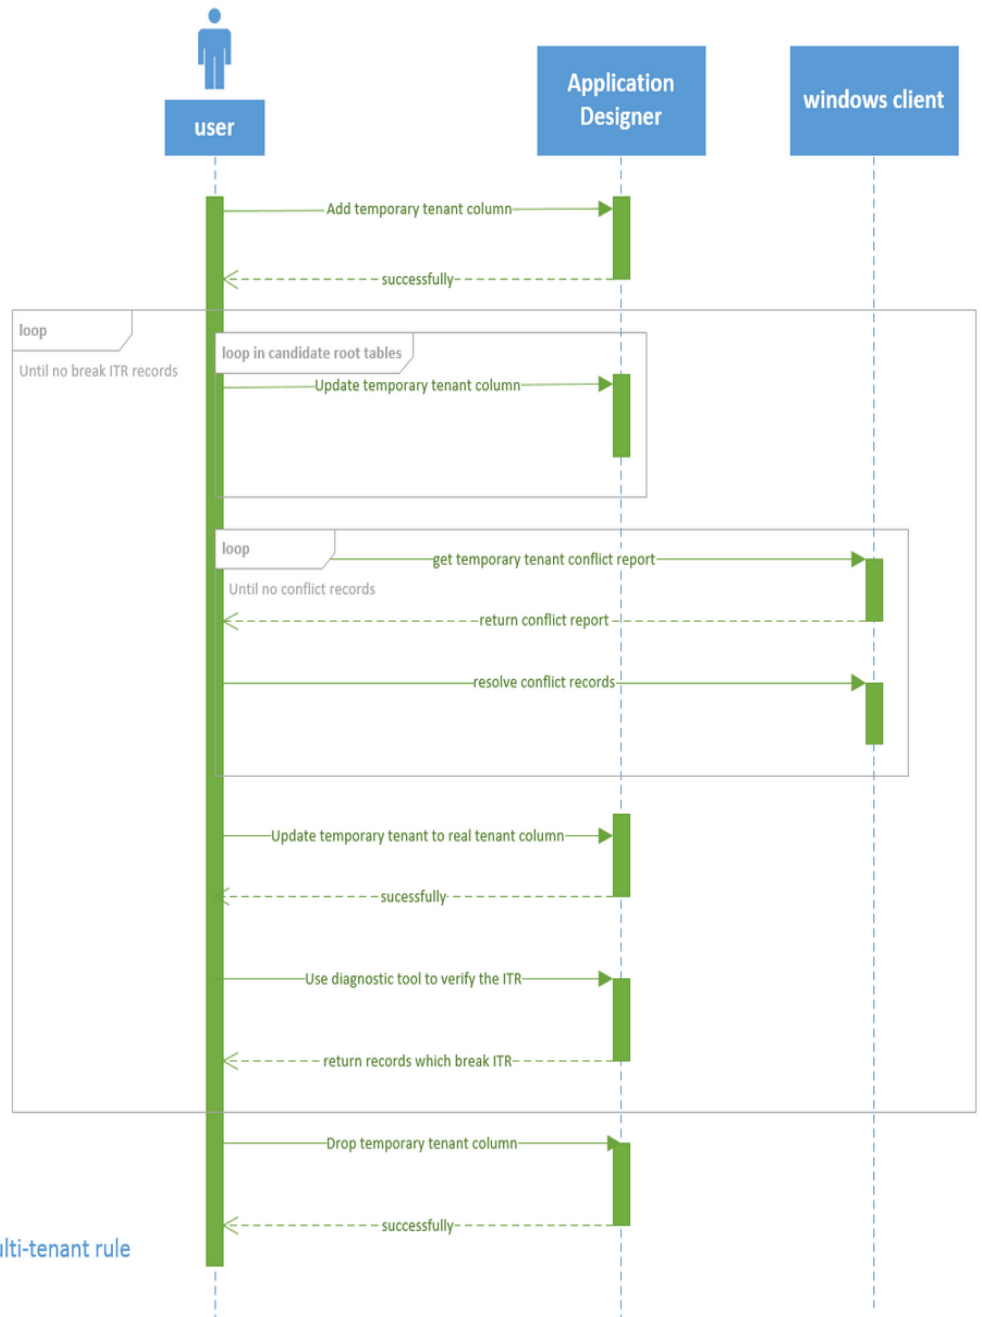 user
Application
Designer
windows client
Add temporary tenant column
successfully
loop
Until no break ITR records
loop in candidate root tables
Update temporary tenant column
loop
get temporary tenant conflict report
Until no conflict records
return conflict report
resolve conflict records
Update temporary tenant to real tenant column
sucessfully
Use diagnostic tool to verify the ITR
return records which break ITR
Drop temporary tenant column
successfully
ulti-tenant rule